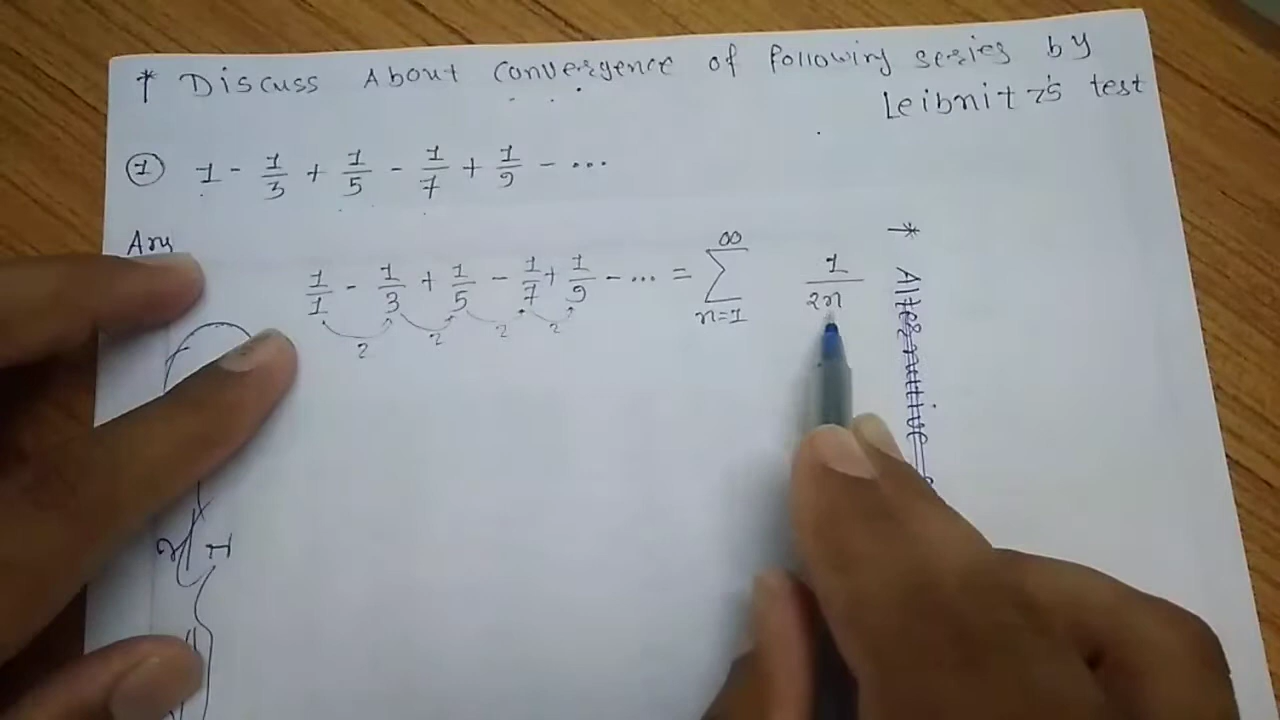 * Discuss About Convergence of following series by
Leibnitz's test
① 1 - 1/3 + 1/5 - 1/7 + 1/9 - ...
Ans
1/1 - 1/3 + 1/5 - 1/7 + 1/9 - ... = ∑ n=1 ∞ 1/2n
2 2 2 2
* Alternative